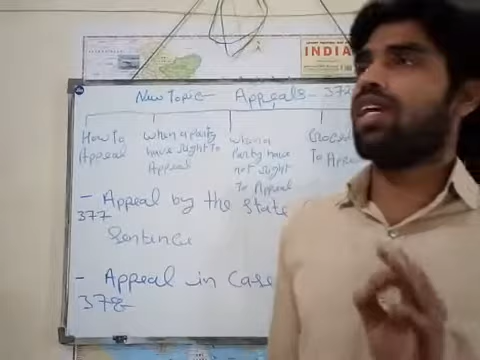 INDIA
New Topic - Appeals - 372
How to
Appeal
when a party
have right To
Appeal
when a
Party have
not right
To Appeal
To Appea
- Appeal by the State
377
Sentence
- Appeal in Case
378